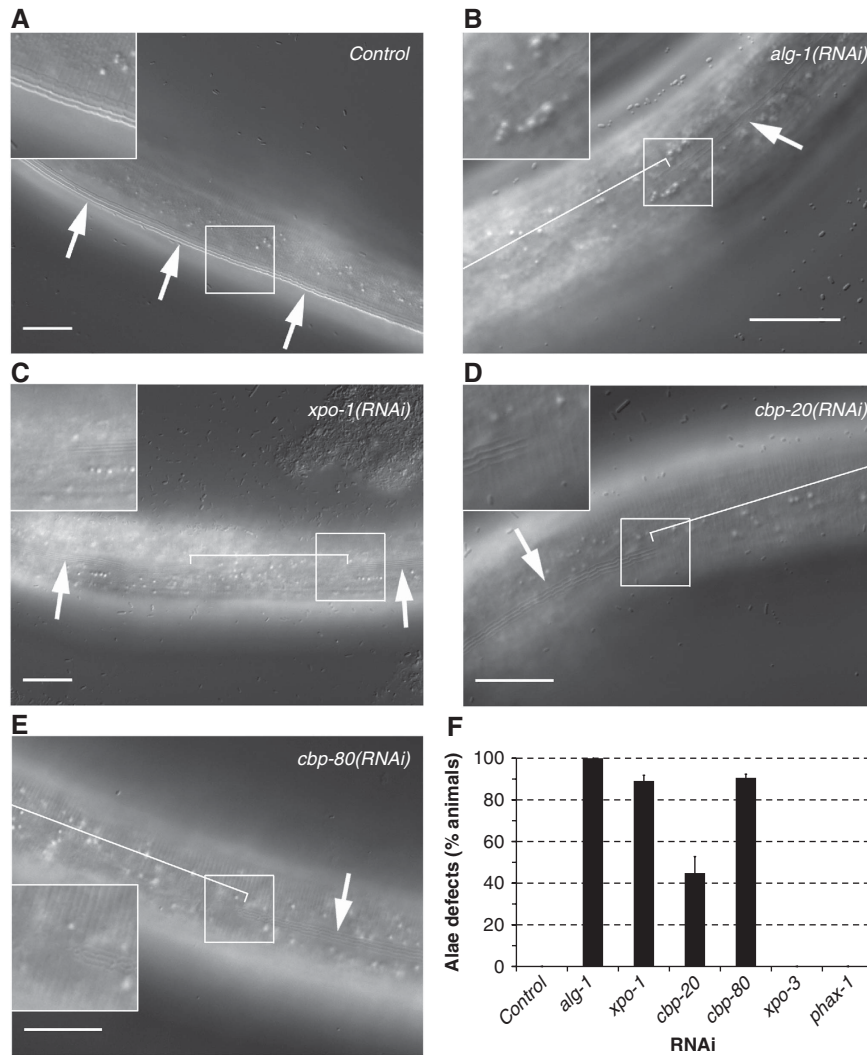 A
Control
B
alg-1(RNAi)
C
xpo-1(RNAi)
D
cbp-20(RNAi)
E
cbp-80(RNAi)
F
100
80
60
40
20
0
Alae defects (% animals)
Control
alg-1
xpo-1
cbp-20
cbp-80
xpo-3
phax-1
RNAi